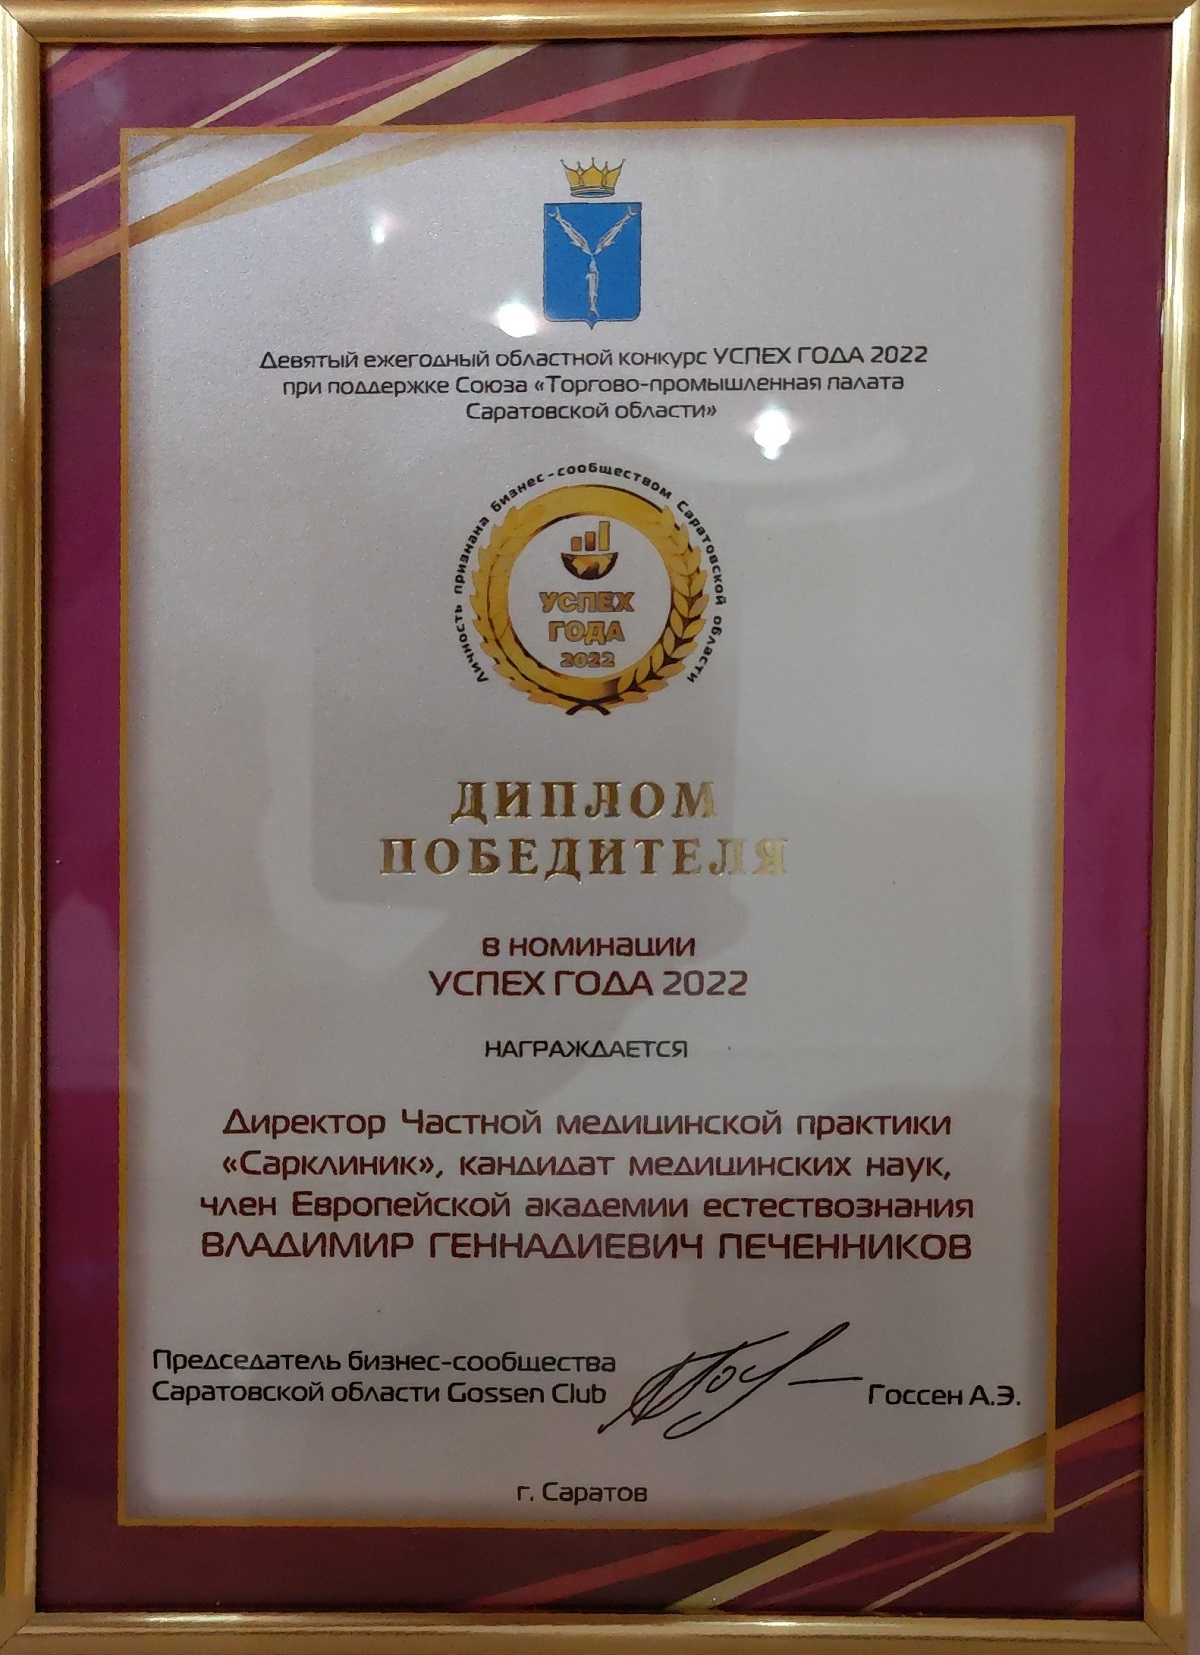 Девятый ежегодный областной конкурс УСПЕХ ГОДА 2022
при поддержке Союза «Торгово-промышленная палата
Саратовской области»
Личность признана бизнес-сообществом Саратовской области
УСПЕХ
ГОДА
2022
ДИПЛОМ
ПОБЕДИТЕЛЯ
в номинации
УСПЕХ ГОДА 2022
НАГРАЖДАЕТСЯ
Директор Частной медицинской практики
«Сарклиник», кандидат медицинских наук,
член Европейской академии естествознания
ВЛАДИМИР ГЕННАДИЕВИЧ ПЕЧЕННИКОВ
Председатель бизнес-сообщества
Саратовской области Gossen Club
Госсен А.Э.
г. Саратов